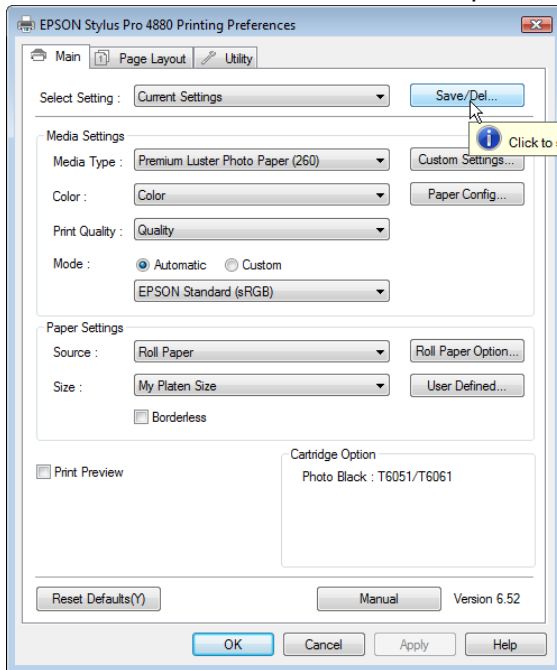 EPSON Stylus Pro 4880 Printing Preferences
Main Page Layout Utility
Select Setting : Current Settings Save/Del...
Click to
Media Settings
Media Type : Premium Luster Photo Paper (260) Custom Settings...
Color : Color Paper Config...
Print Quality : Quality
Mode : Automatic Custom
EPSON Standard (sRGB)
Paper Settings
Source : Roll Paper Roll Paper Option...
Size : My Platen Size User Defined...
Borderless
Print Preview
Cartridge Option
Photo Black : T6051/T6061
Reset Defaults(Y) Manual Version 6.52
OK Cancel Apply Help